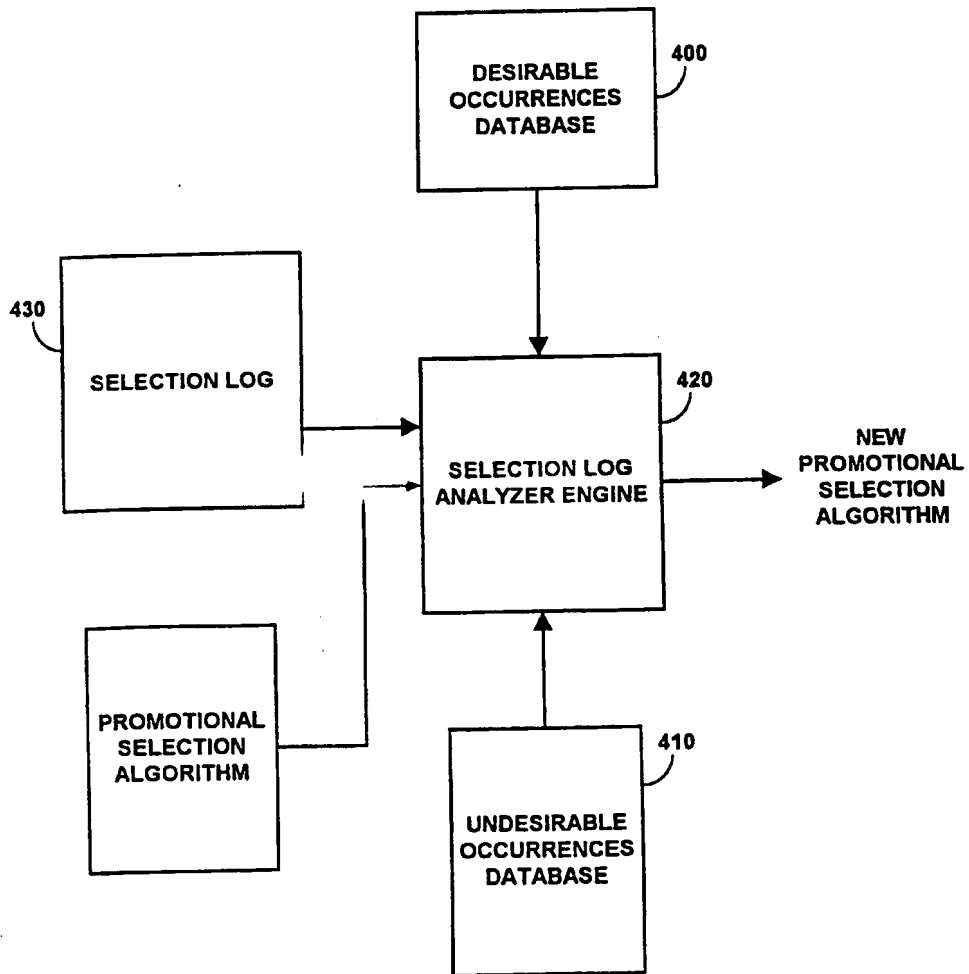 DESIRABLE
OCCURRENCES
DATABASE
400
430
SELECTION LOG
420
SELECTION LOG
ANALYZER ENGINE
NEW
PROMOTIONAL
SELECTION
ALGORITHM
PROMOTIONAL
SELECTION
ALGORITHM
410
UNDESIRABLE
OCCURRENCES
DATABASE